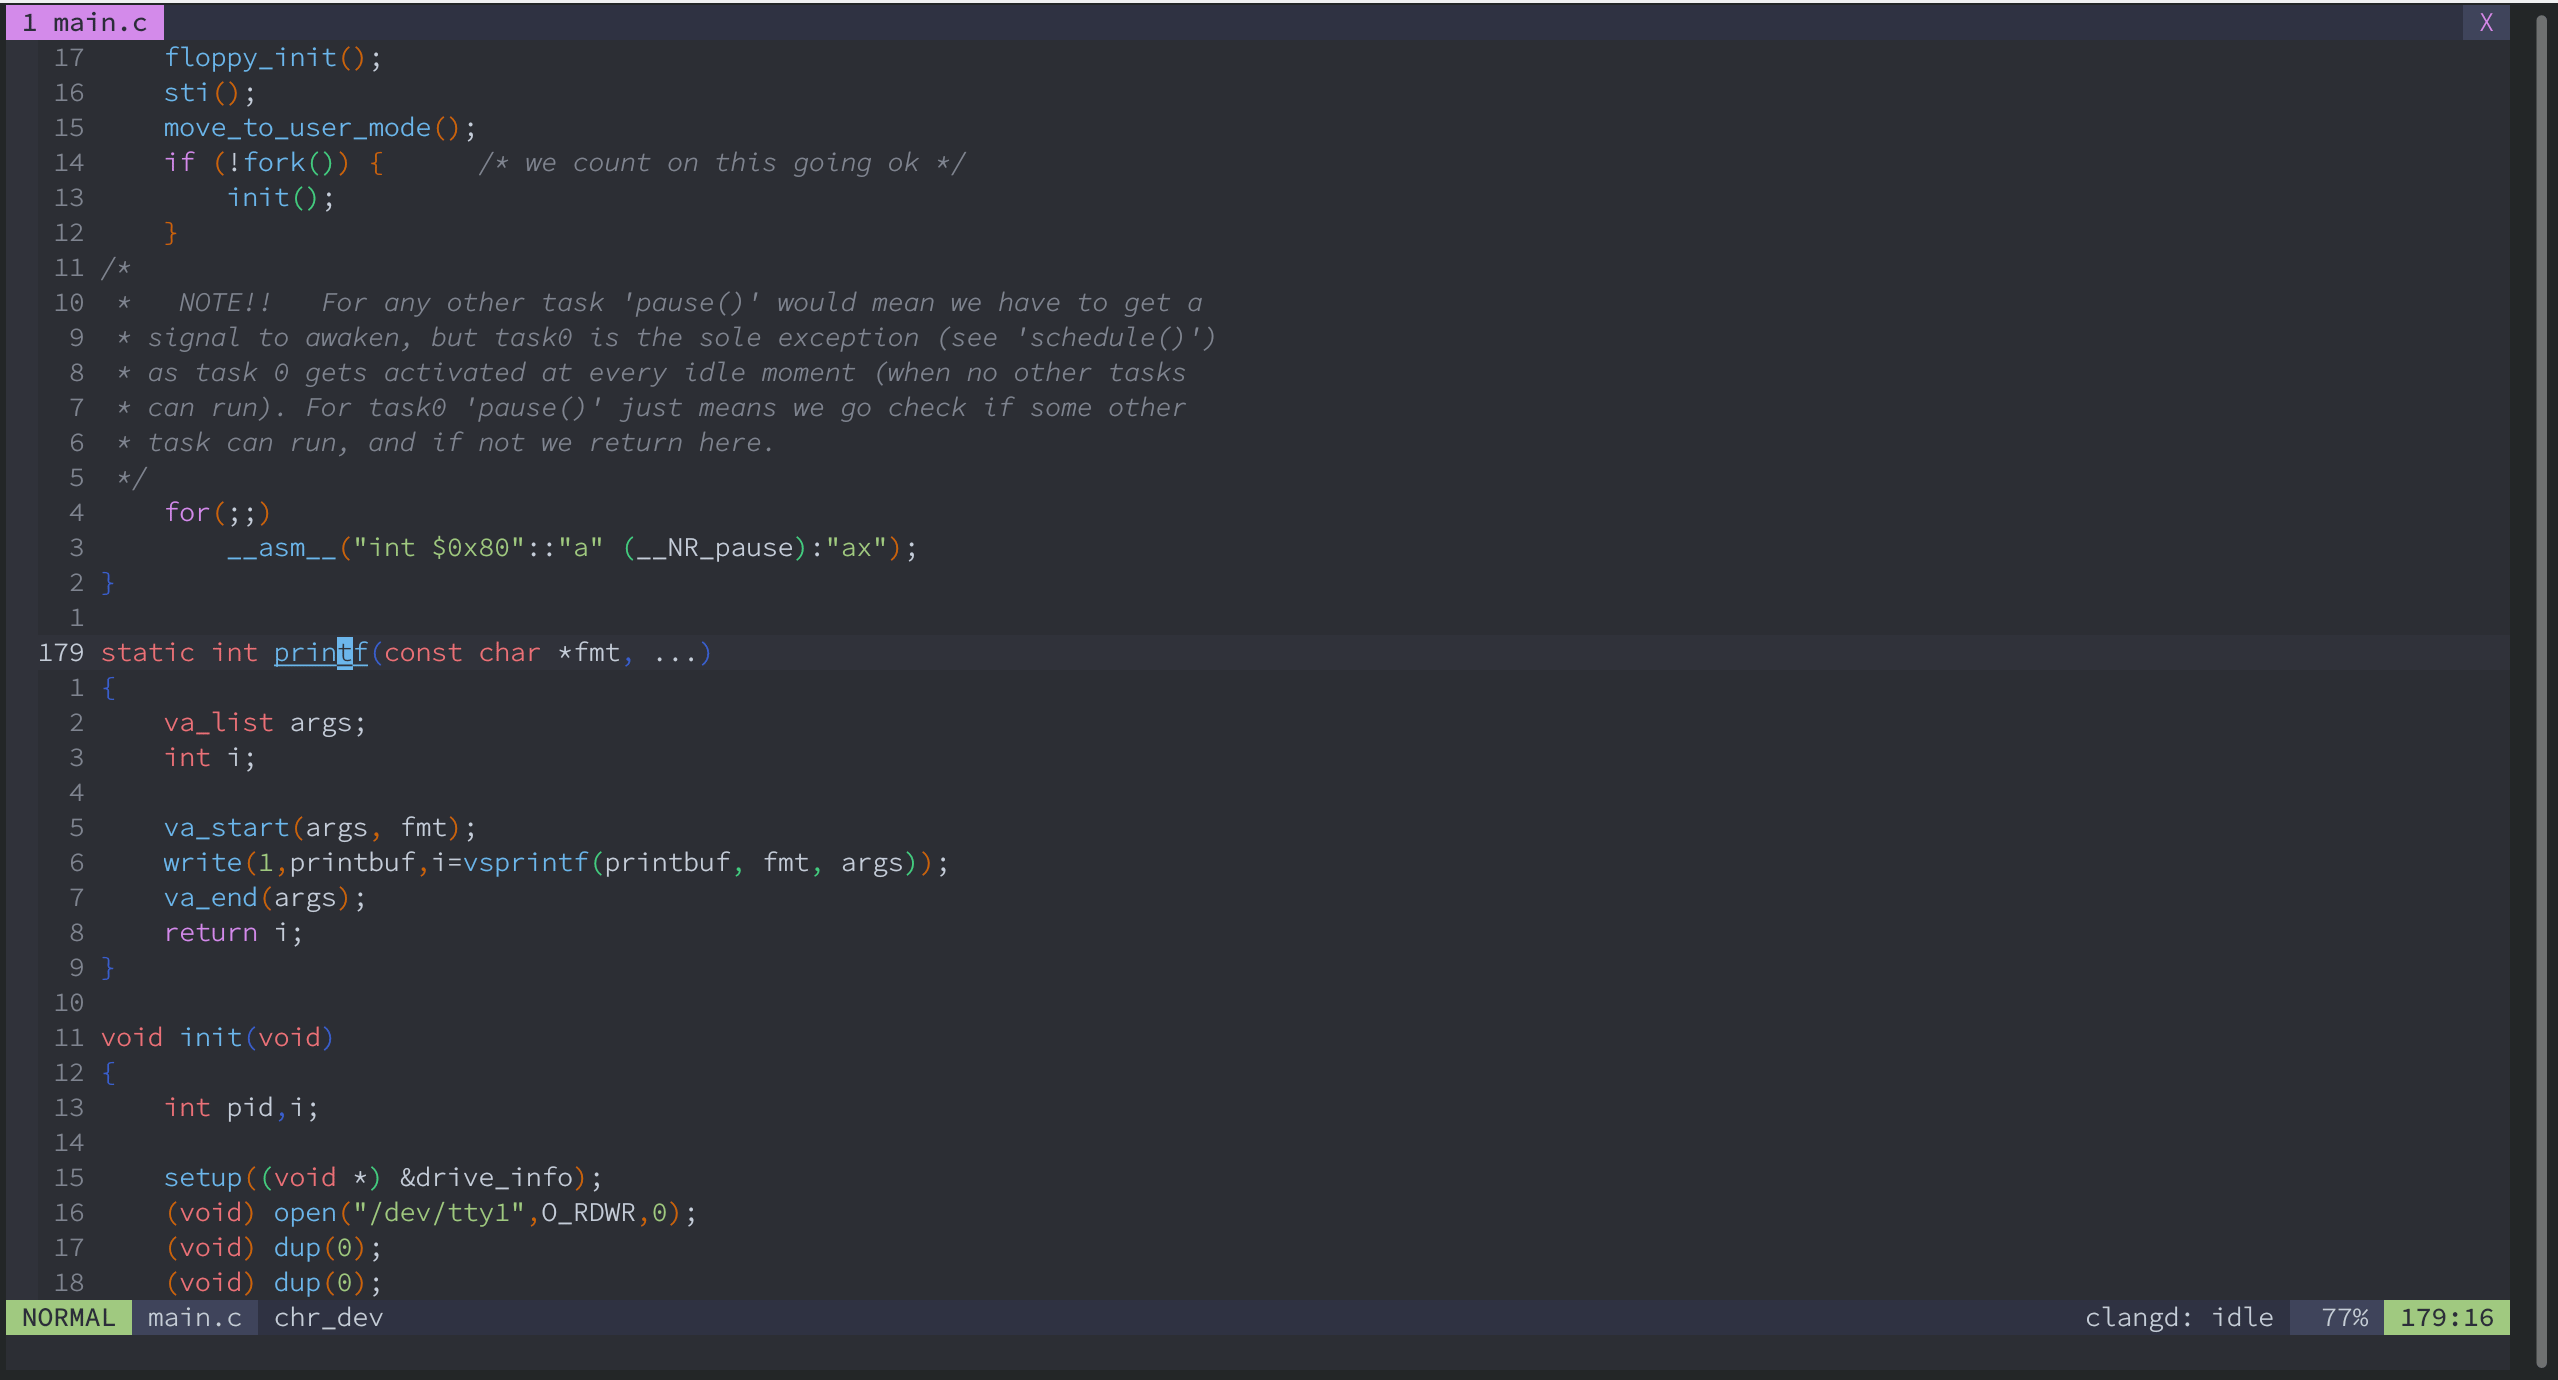 1 main.c X
17     floppy_init();
16     sti();
15     move_to_user_mode();
14     if (!fork()) {      /* we count on this going ok */
13         init();
12     }
11 /*
10  *   NOTE!!   For any other task 'pause()' would mean we have to get a
9  * signal to awaken, but task0 is the sole exception (see 'schedule()')
8  * as task 0 gets activated at every idle moment (when no other tasks
7  * can run). For task0 'pause()' just means we go check if some other
6  * task can run, and if not we return here.
5  */
4     for(;;)
3         __asm__("int $0x80"::"a" (__NR_pause):"ax");
2 }
1
179 static int printf(const char *fmt, ...)
1 {
2     va_list args;
3     int i;
4
5     va_start(args, fmt);
6     write(1,printbuf,i=vsprintf(printbuf, fmt, args));
7     va_end(args);
8     return i;
9 }
10
11 void init(void)
12 {
13     int pid,i;
14
15     setup((void *) &drive_info);
16     (void) open("/dev/tty1",O_RDWR,0);
17     (void) dup(0);
18     (void) dup(0);
NORMAL main.c chr_dev clangd: idle 77% 179:16